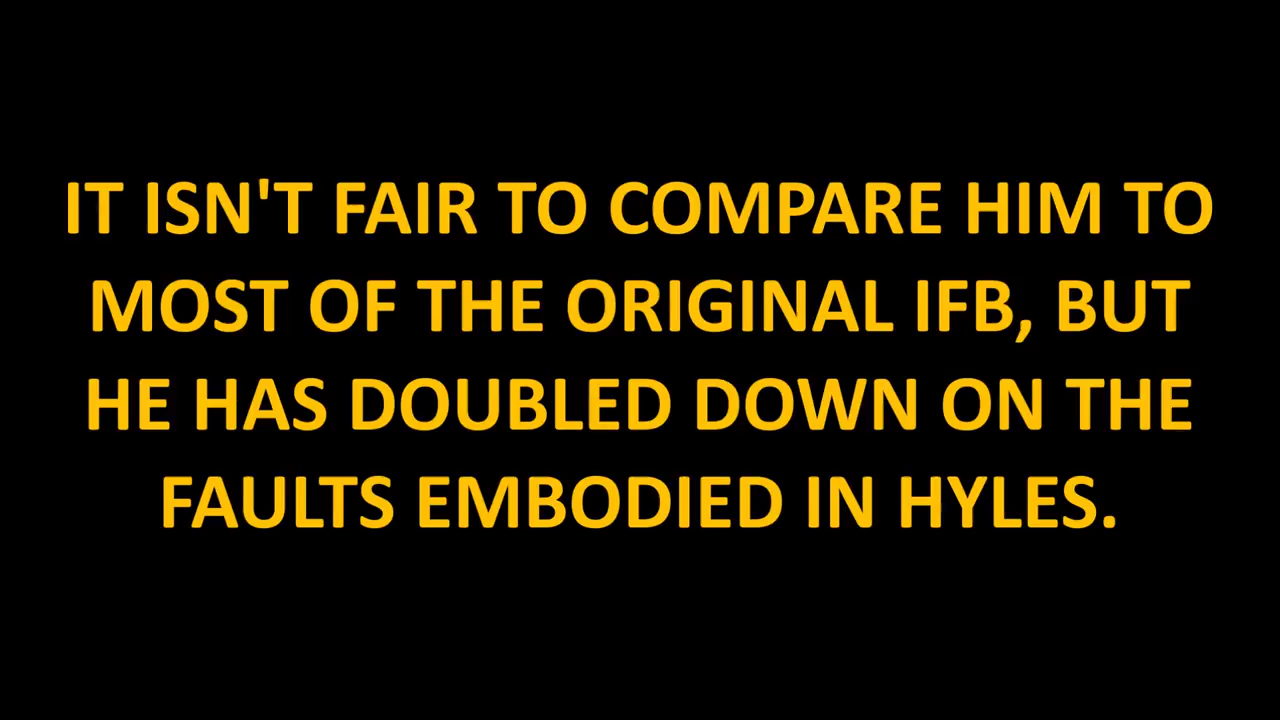 IT ISN'T FAIR TO COMPARE HIM TO
MOST OF THE ORIGINAL IFB, BUT
HE HAS DOUBLED DOWN ON THE
FAULTS EMBODIED IN HYLES.